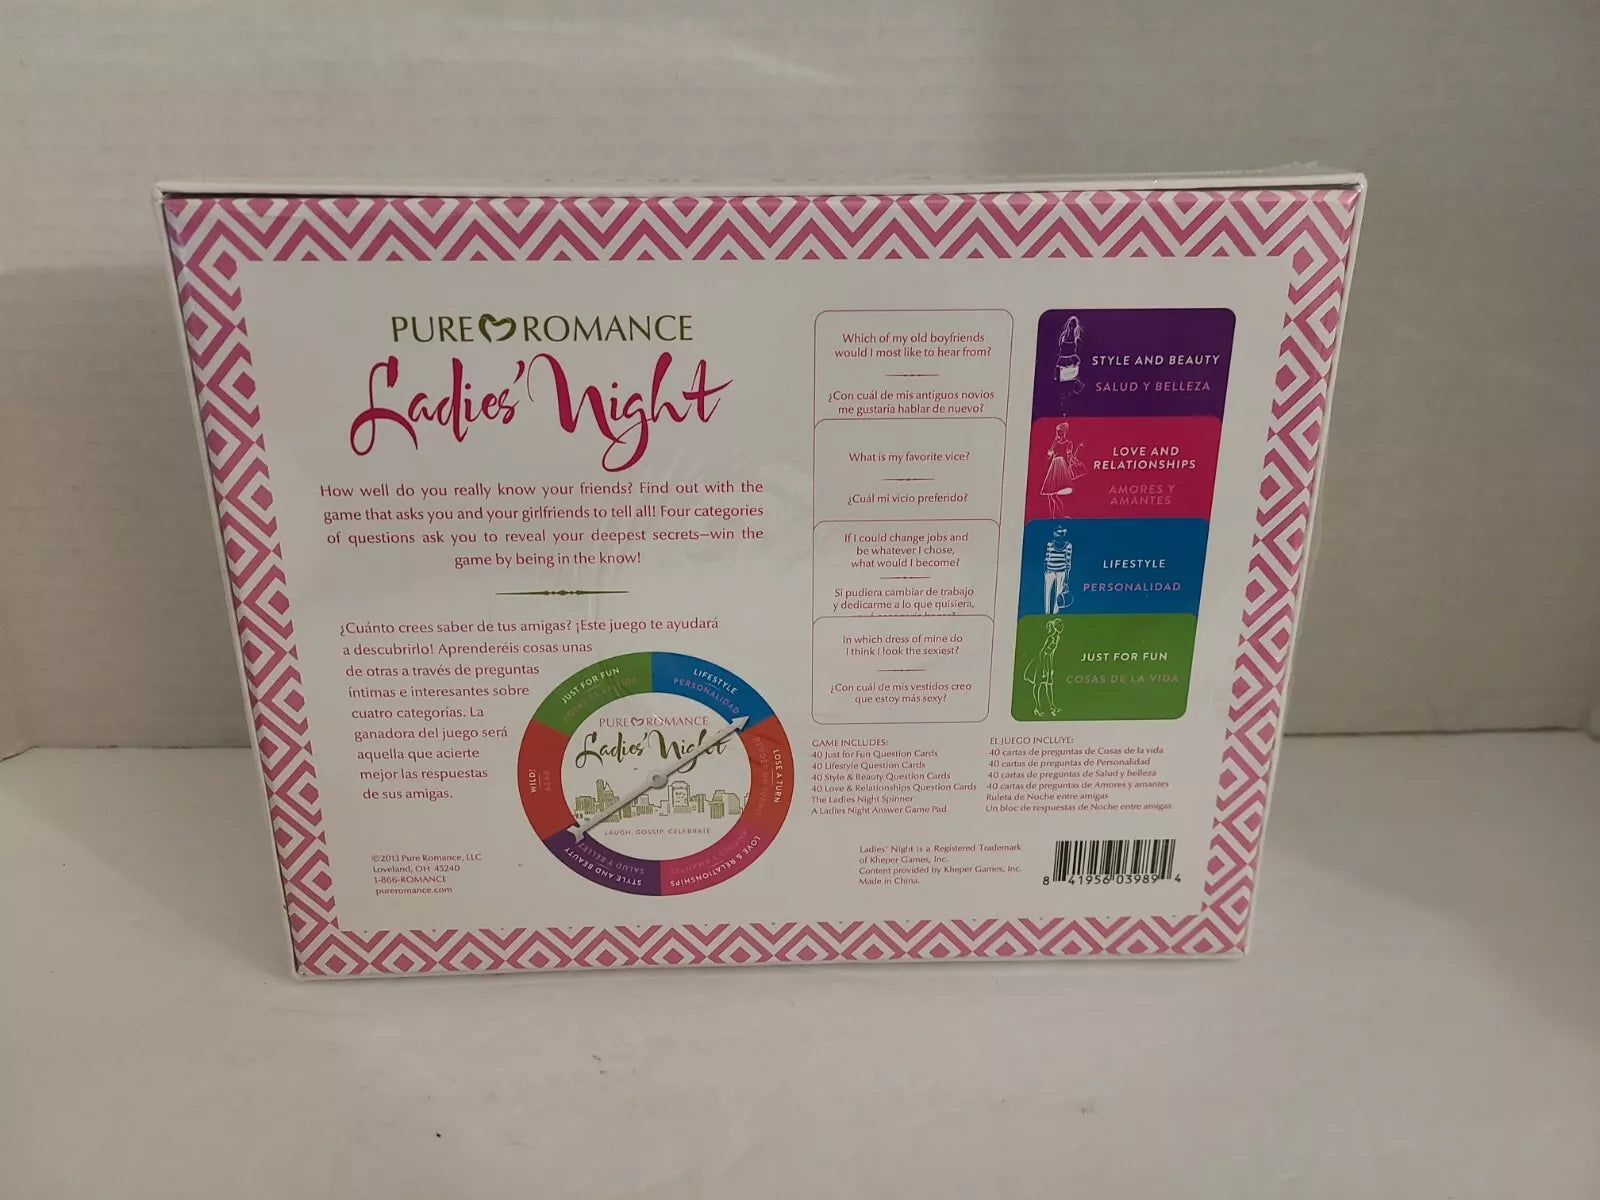 PURE ROMANCE
Ladies' Night
How well do you really know your friends? Find out with the
game that asks you and your girlfriends to tell all! Four categories
of questions ask you to reveal your deepest secrets—win the
game by being in the know!
¿Cuánto crees saber de tus amigas? ¡Este juego te ayudará
a descubrirlo! Aprenderéis cosas unas
de otras a través de preguntas
íntimas e interesantes sobre
cuatro categorías. La
ganadora del juego será
aquella que acierte
mejor las respuestas
de sus amigas.
JUST FOR FUN
LIFESTYLE
PERSONALIDAD
LOSE A TURN
LOVE & RELATIONSHIPS
STYLE AND BEAUTY
SALUD Y BELLEZA
WILD!
AZAR
PURE ROMANCE
Ladies' Night
LAUGH, GOSSIP, CELEBRATE
©2013 Pure Romance, LLC
Loveland, OH 45240
1-866-ROMANCE
pureromance.com
Which of my old boyfriends
would I most like to hear from?
¿Con cuál de mis antiguos novios
me gustaría hablar de nuevo?
What is my favorite vice?
¿Cuál mi vicio preferido?
If I could change jobs and
be whatever I chose,
what would I become?
Si pudiera cambiar de trabajo
y dedicarme a lo que quisiera,
In which dress of mine do
I think I look the sexiest?
¿Con cuál de mis vestidos creo
que estoy más sexy?
STYLE AND BEAUTY
SALUD Y BELLEZA
LOVE AND
RELATIONSHIPS
AMORES Y
AMANTES
LIFESTYLE
PERSONALIDAD
JUST FOR FUN
COSAS DE LA VIDA
GAME INCLUDES:
40 Just for Fun Question Cards
40 Lifestyle Question Cards
40 Style & Beauty Question Cards
40 Love & Relationships Question Cards
The Ladies Night Spinner
A Ladies Night Answer Game Pad
EL JUEGO INCLUYE:
40 cartas de preguntas de Cosas de la vida
40 cartas de preguntas de Personalidad
40 cartas de preguntas de Salud y belleza
40 cartas de preguntas de Amores y amantes
Ruleta de Noche entre amigas
Un bloc de respuestas de Noche entre amigas
Ladies' Night is a Registered Trademark
of Kheper Games, Inc.
Content provided by Kheper Games, Inc.
Made in China.
8 41956 03989 4